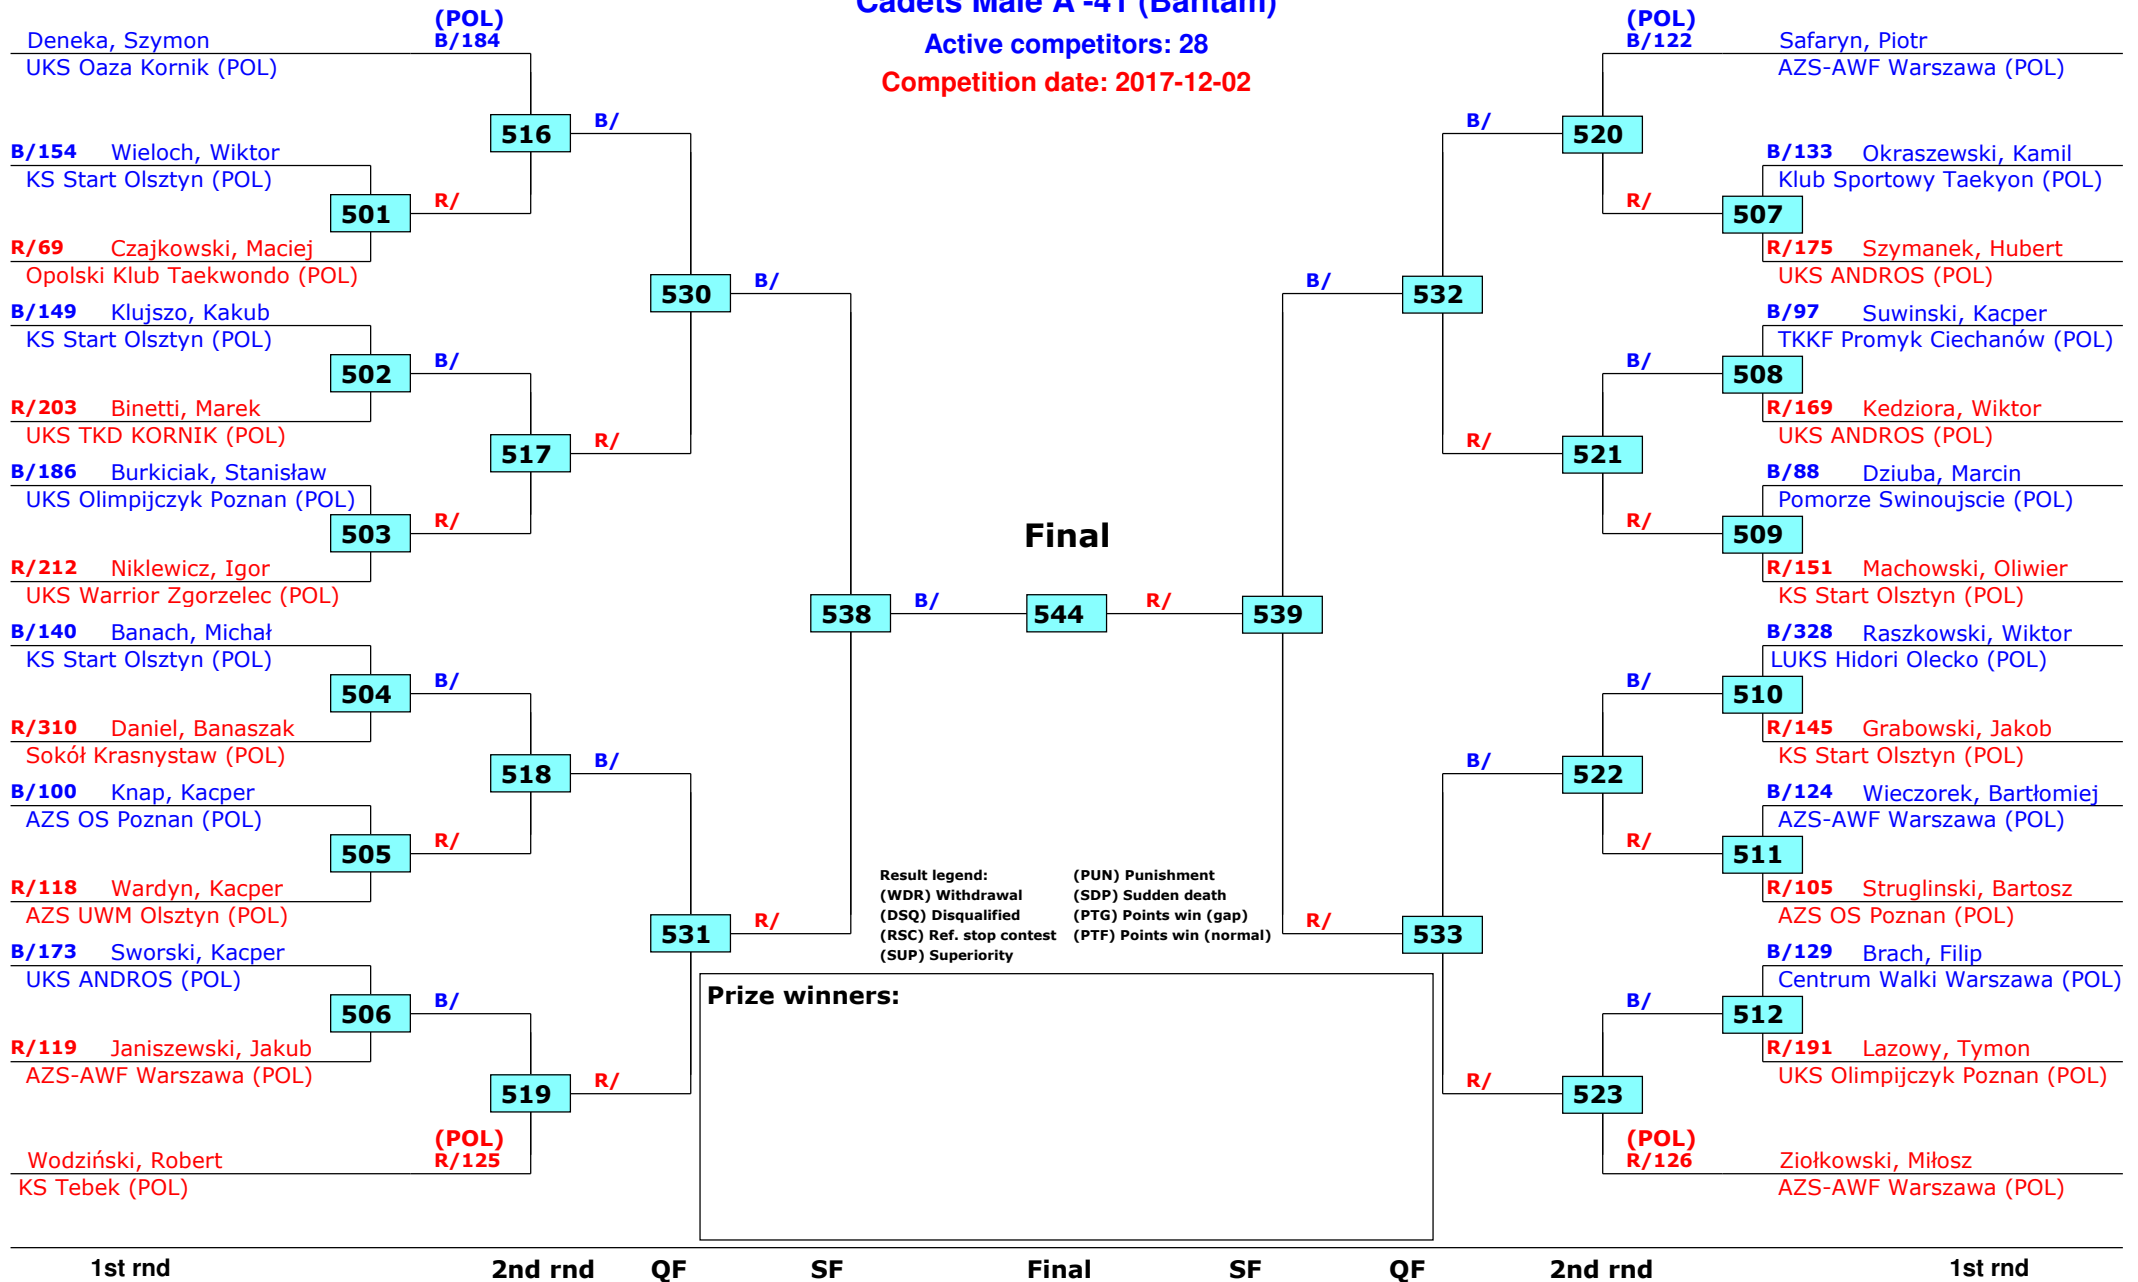 Cadets Male A -41 (Bantam)
Active competitors: 28
Competition date: 2017-12-02
(POL)
Deneka, Szymon B/184
UKS Oaza Kornik (POL)
516
B/
B/154 Wieloch, Wiktor
KS Start Olsztyn (POL)
501
R/
R/69 Czajkowski, Maciej
Opolski Klub Taekwondo (POL)
530
B/
B/149 Klujszo, Kakub
KS Start Olsztyn (POL)
502
B/
R/203 Binetti, Marek
UKS TKD KORNIK (POL)
517
R/
B/186 Burkiciak, Stanisław
UKS Olimpijczyk Poznan (POL)
503
R/
R/212 Niklewicz, Igor
UKS Warrior Zgorzelec (POL)
538
B/
B/140 Banach, Michał
KS Start Olsztyn (POL)
504
B/
R/310 Daniel, Banaszak
Sokół Krasnystaw (POL)
518
B/
B/100 Knap, Kacper
AZS OS Poznan (POL)
505
R/
R/118 Wardyn, Kacper
AZS UWM Olsztyn (POL)
531
R/
B/173 Sworski, Kacper
UKS ANDROS (POL)
506
B/
R/119 Janiszewski, Jakub
AZS-AWF Warszawa (POL)
519
R/
(POL)
Wodziński, Robert R/125
KS Tebek (POL)
Final
544
R/
539
(POL)
B/122 Safaryn, Piotr
AZS-AWF Warszawa (POL)
B/
520
B/133 Okraszewski, Kamil
Klub Sportowy Taekyon (POL)
R/
507
R/175 Szymanek, Hubert
UKS ANDROS (POL)
B/
532
B/97 Suwinski, Kacper
TKKF Promyk Ciechanów (POL)
B/
508
R/169 Kedziora, Wiktor
UKS ANDROS (POL)
R/
521
B/88 Dziuba, Marcin
Pomorze Swinoujscie (POL)
R/
509
R/151 Machowski, Oliwier
KS Start Olsztyn (POL)
B/328 Raszkowski, Wiktor
LUKS Hidori Olecko (POL)
B/
510
R/145 Grabowski, Jakob
KS Start Olsztyn (POL)
B/
522
B/124 Wieczorek, Bartłomiej
AZS-AWF Warszawa (POL)
R/
511
R/105 Struglinski, Bartosz
AZS OS Poznan (POL)
R/
533
B/129 Brach, Filip
Centrum Walki Warszawa (POL)
B/
512
R/191 Lazowy, Tymon
UKS Olimpijczyk Poznan (POL)
R/
523
(POL)
R/126 Ziołkowski, Miłosz
AZS-AWF Warszawa (POL)
Result legend: (PUN) Punishment
(WDR) Withdrawal (SDP) Sudden death
(DSQ) Disqualified (PTG) Points win (gap)
(RSC) Ref. stop contest (PTF) Points win (normal)
(SUP) Superiority
Prize winners:
1st rnd 2nd rnd QF SF Final SF QF 2nd rnd 1st rnd